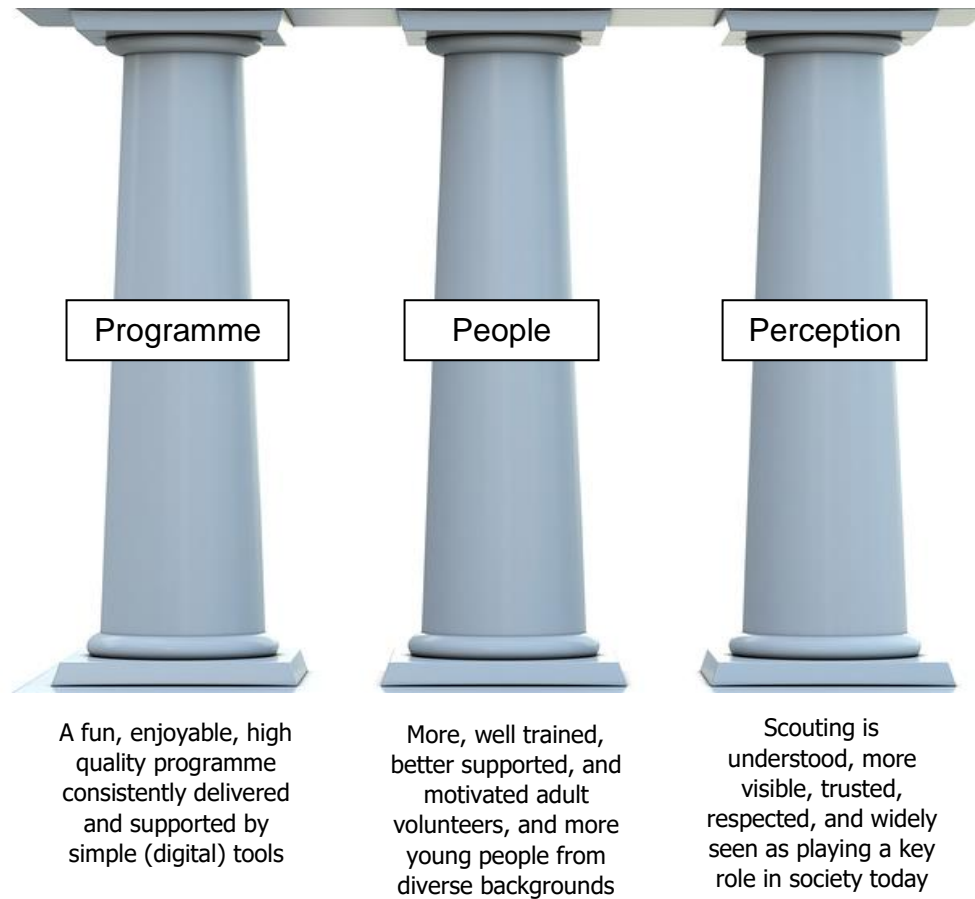 Programme
People
Perception
A fun, enjoyable, high
quality programme
consistently delivered
and supported by
simple (digital) tools
More, well trained,
better supported, and
motivated adult
volunteers, and more
young people from
diverse backgrounds
Scouting is
understood, more
visible, trusted,
respected, and widely
seen as playing a key
role in society today